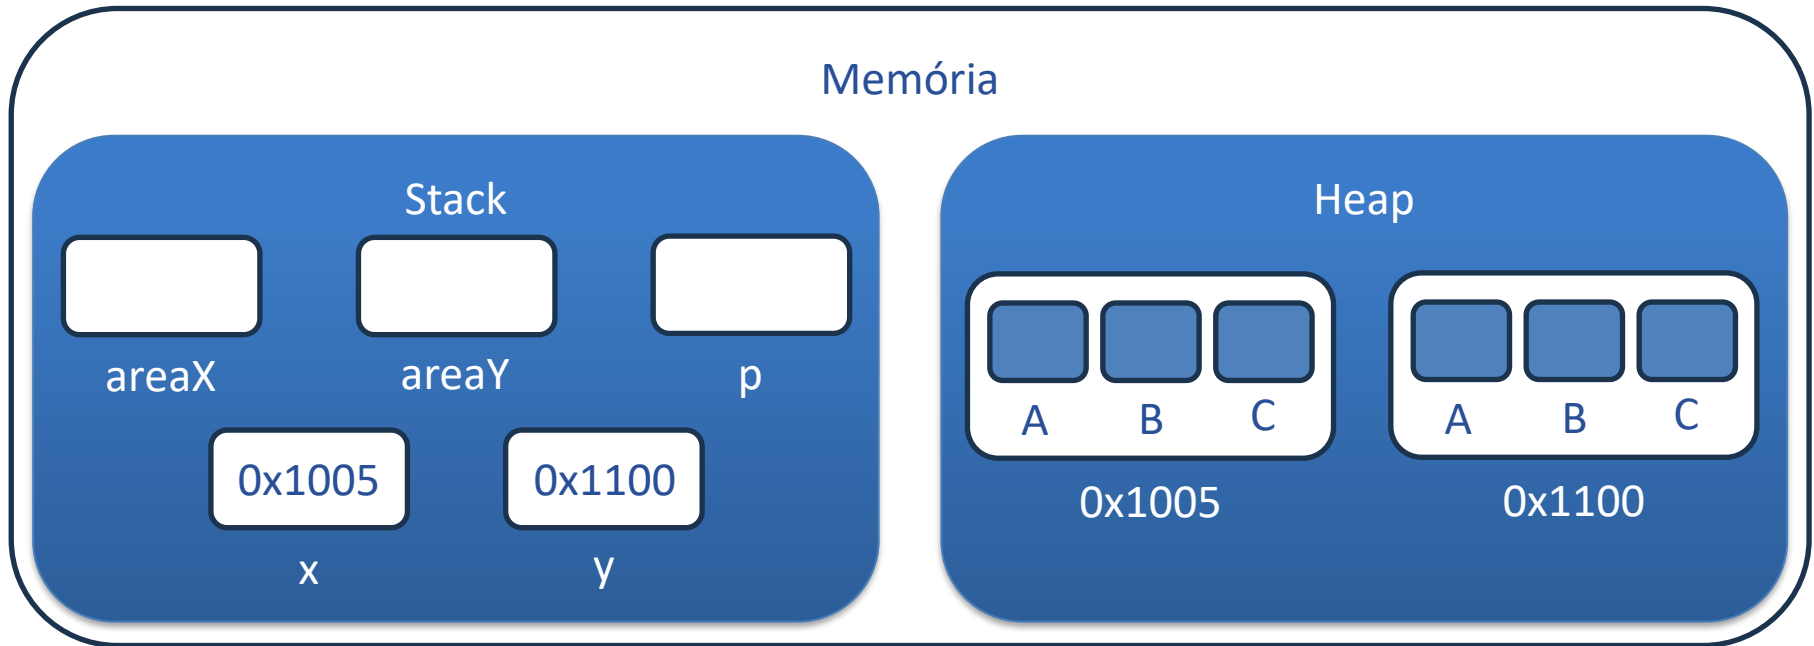 Memória
Stack
areaX
areaY
p
0x1005
0x1100
x
y
Heap
A B C
0x1005
A B C
0x1100